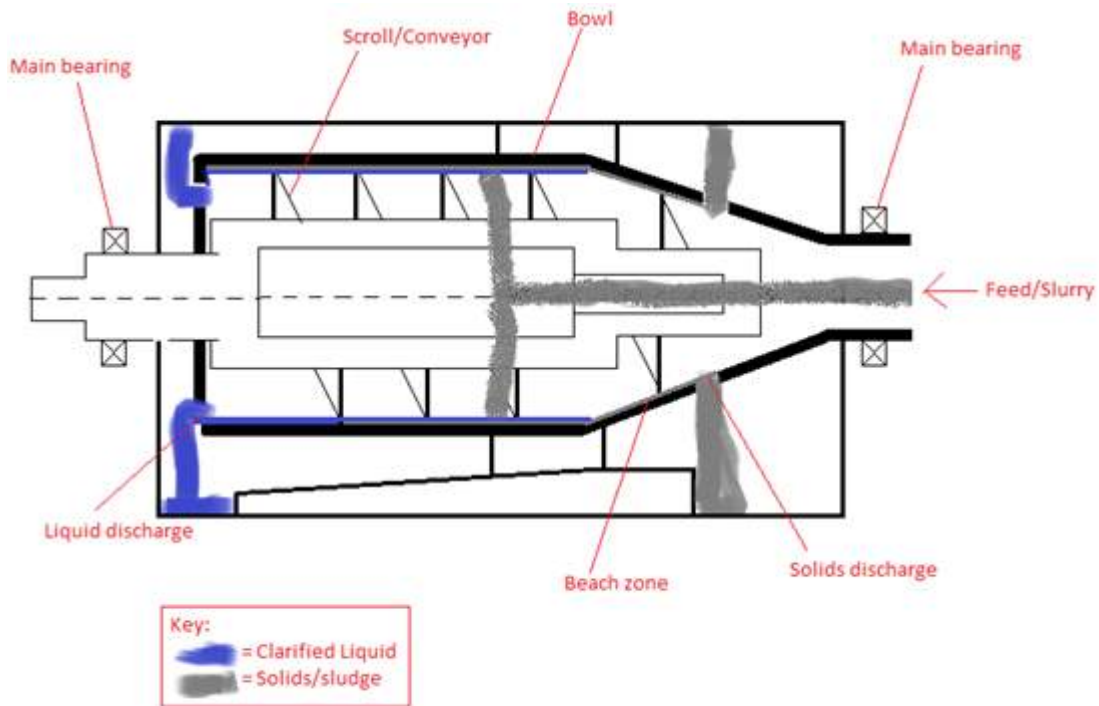 Bowl
Scroll/Conveyor
Main bearing
Main bearing
Feed/Slurry
Liquid discharge
Solids discharge
Beach zone
Key:
= Clarified Liquid
= Solids/sludge